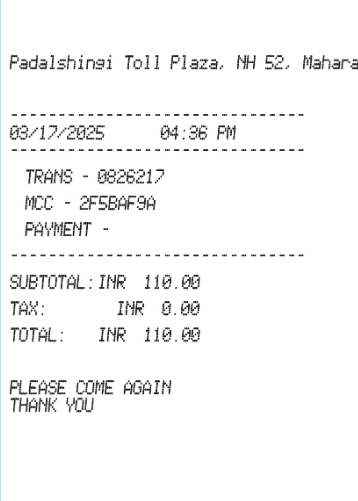 Padalshingi Toll Plaza, NH 52, Mahara
------------------------------
03/17/2025 04:36 PM
------------------------------
TRANS - 0826217
MCC - 2F5BAF9A
PAYMENT -
------------------------------
SUBTOTAL: INR 110.00
TAX: INR 0.00
TOTAL: INR 110.00
PLEASE COME AGAIN
THANK YOU